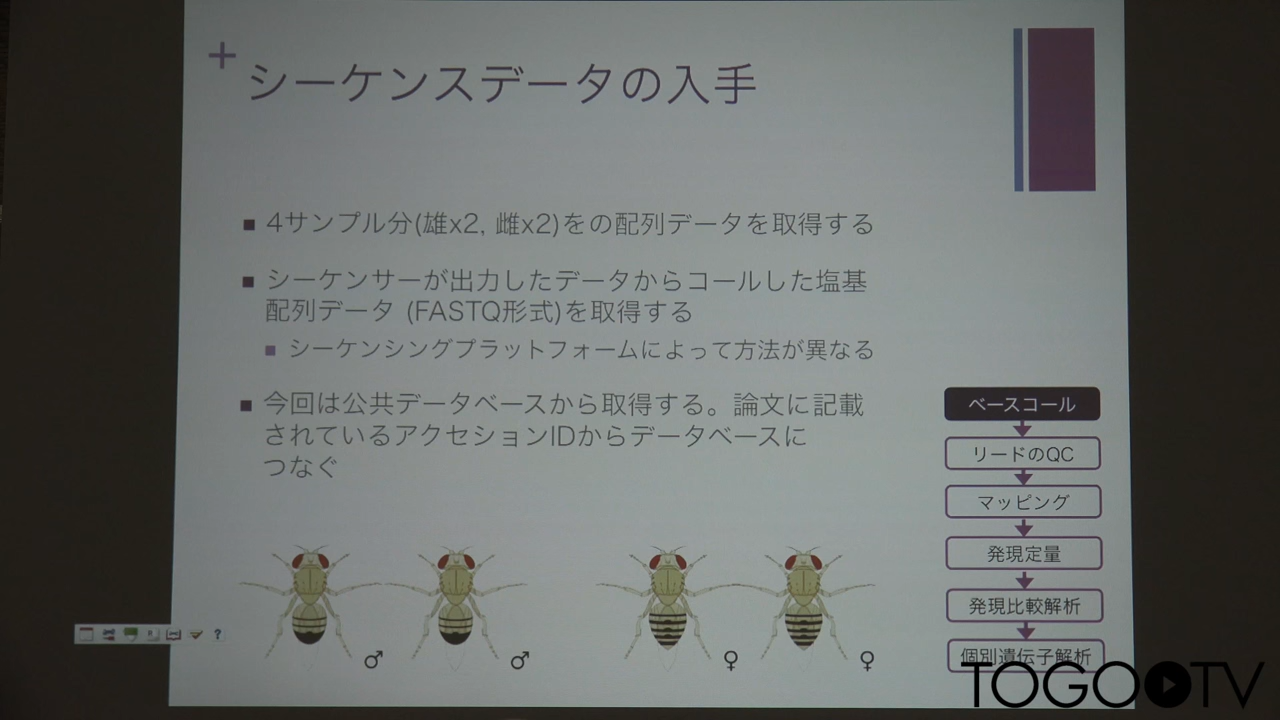 +
シーケンスデータの入手
■ 4サンプル分(雄x2, 雌x2)をの配列データを取得する
■ シーケンサーが出力したデータからコールした塩基
配列データ (FASTQ形式)を取得する
■ シーケンシングプラットフォームによって方法が異なる
■ 今回は公共データベースから取得する。論文に記載
されているアクセションIDからデータベースに
つなぐ
ベースコール
リードのQC
マッピング
発現定量
発現比較解析
個別遺伝子解析
♂
♂
♀
♀
?
TOGOTV